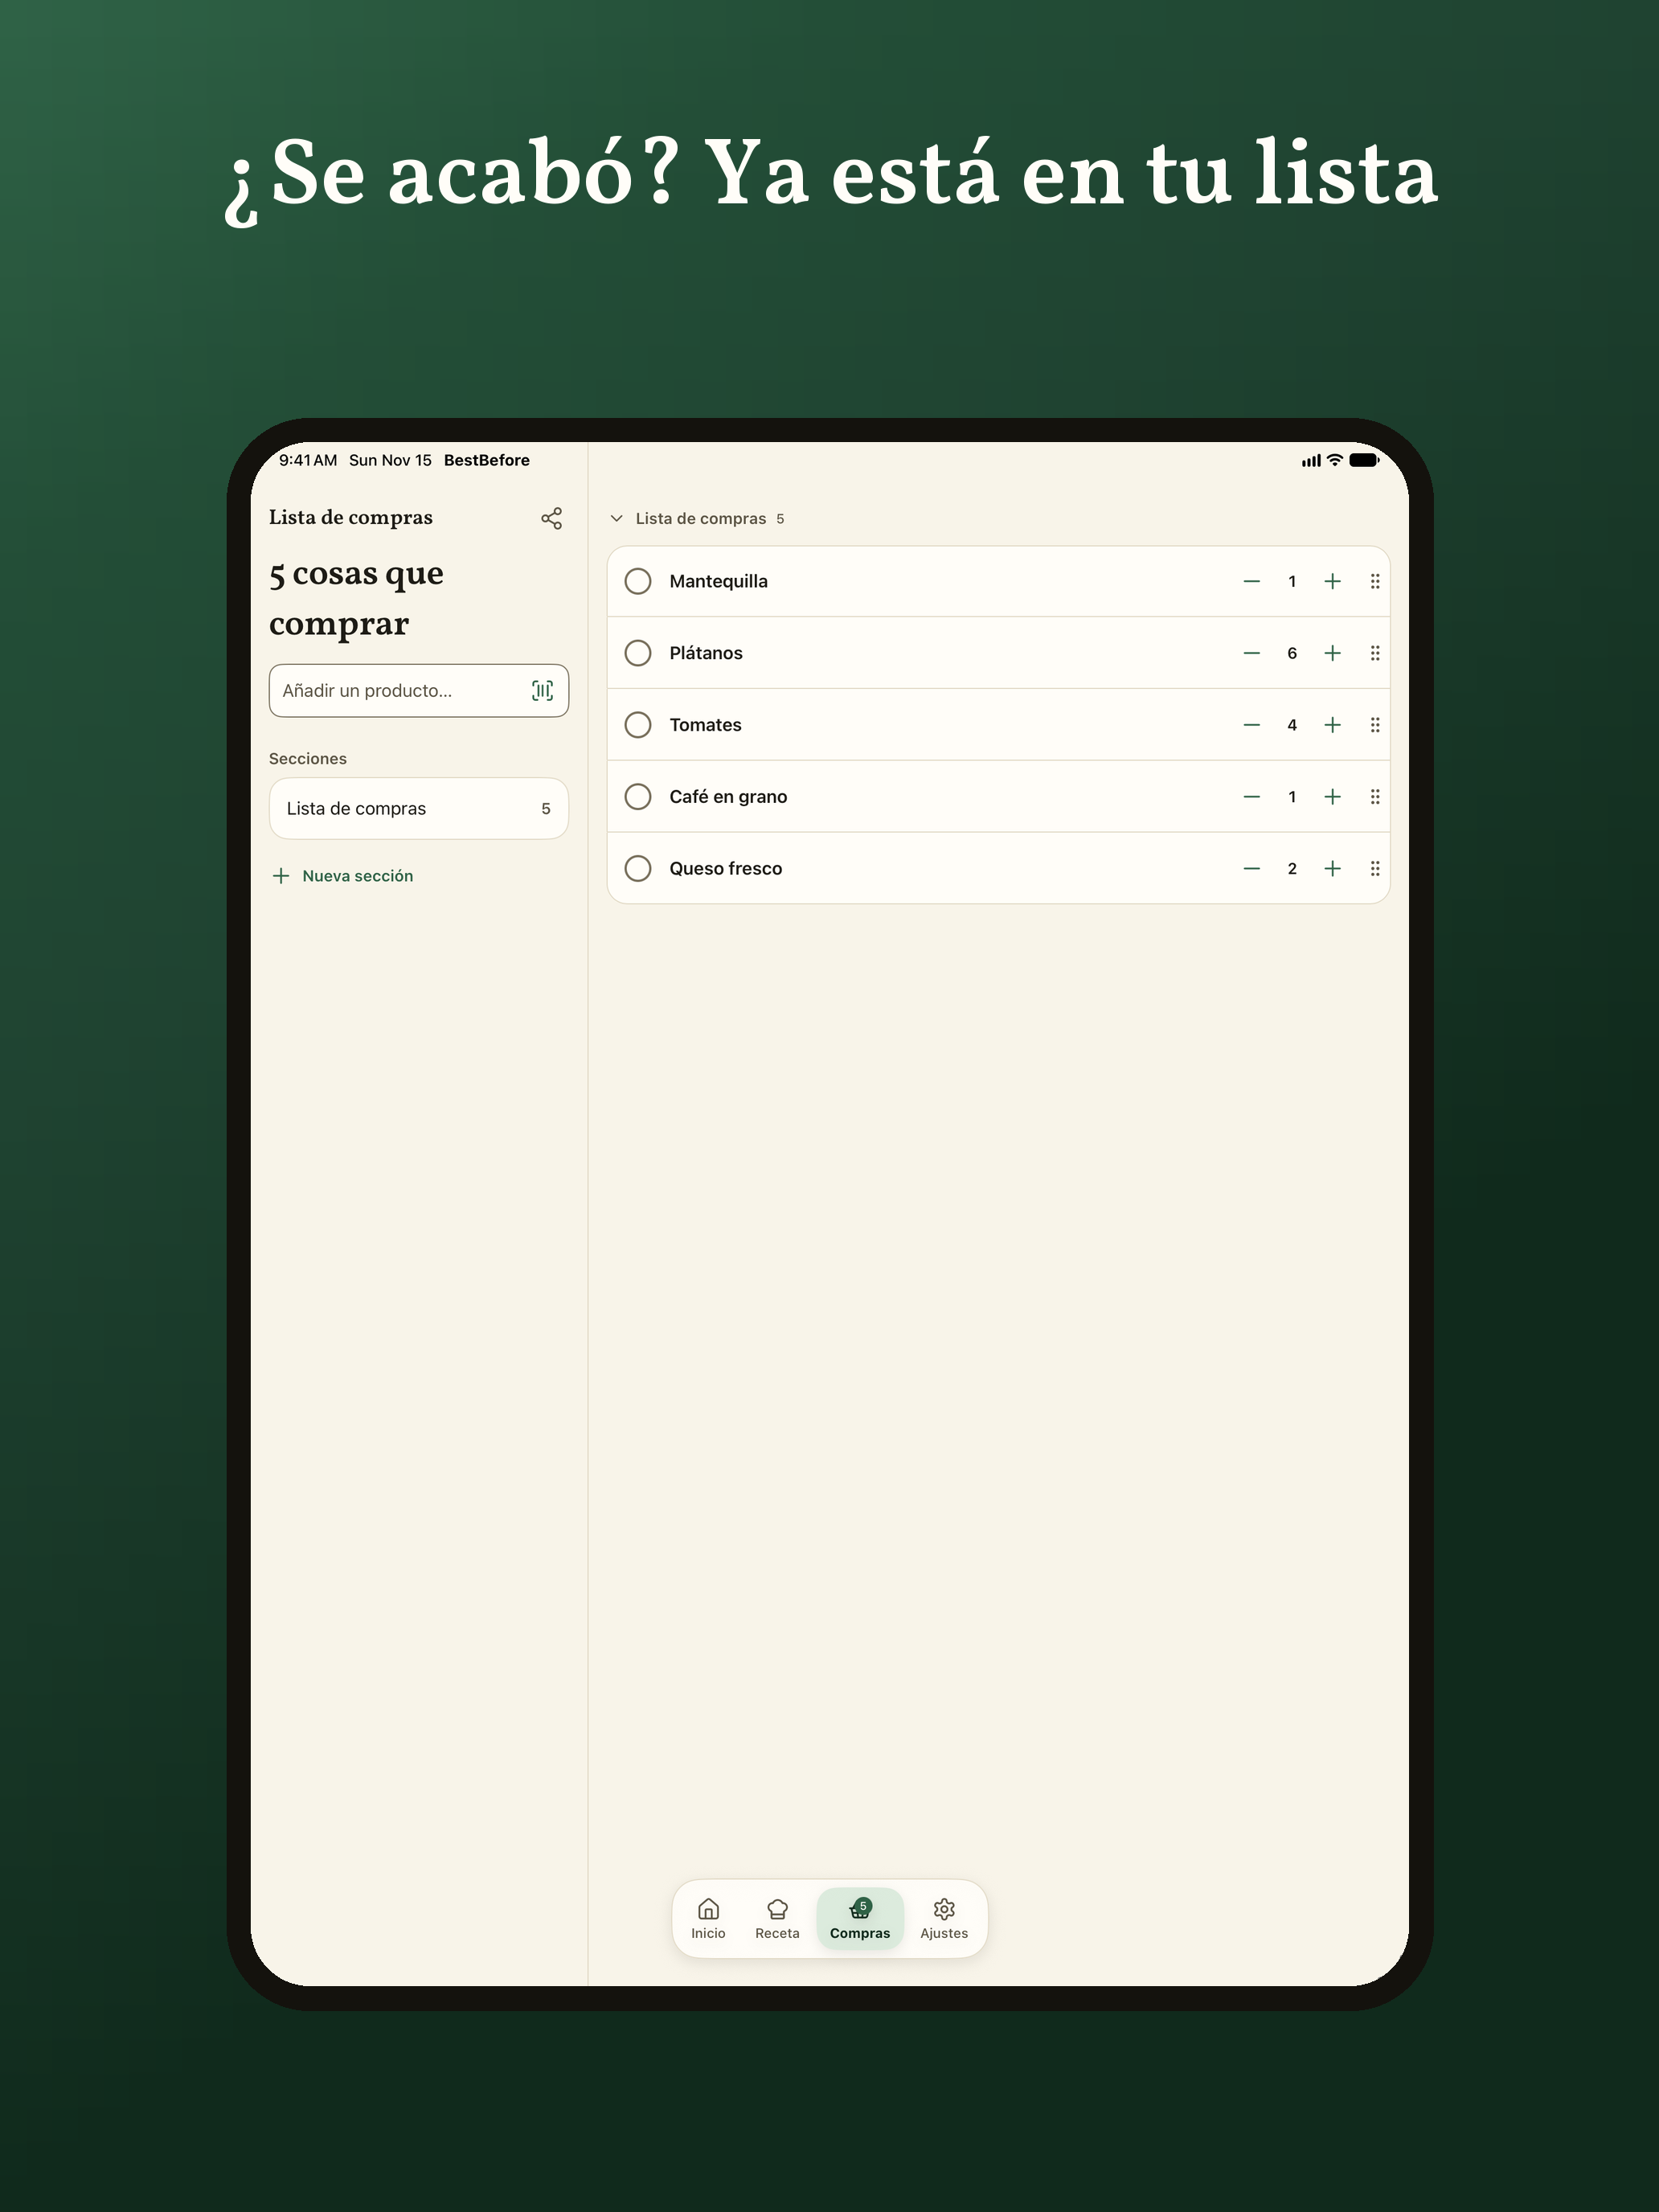 ¿Se acabó? Ya está en tu lista
9:41 AM Sun Nov 15 BestBefore
Lista de compras
5 cosas que
comprar
Añadir un producto...
Secciones
Lista de compras 5
Nueva sección
Lista de compras 5
Mantequilla 1
Plátanos 6
Tomates 4
Café en grano 1
Queso fresco 2
5
Inicio Receta Compras Ajustes